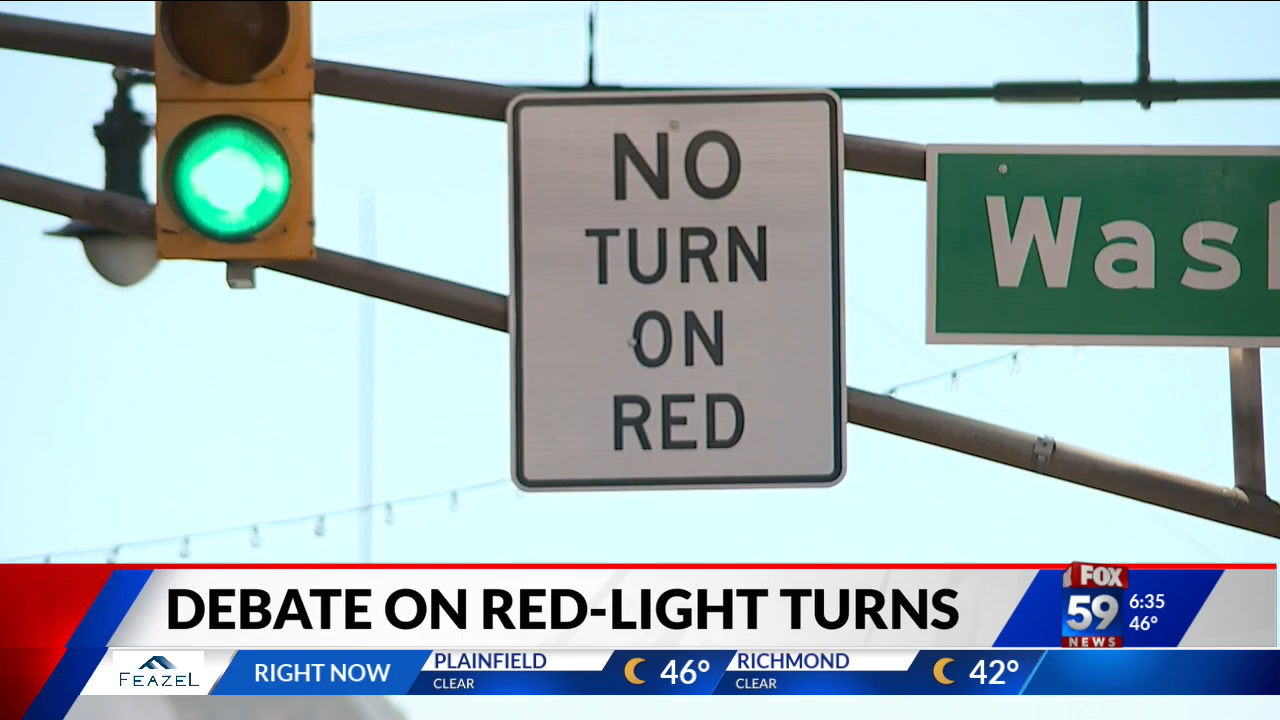 NO
TURN
ON
RED
Was
DEBATE ON RED-LIGHT TURNS
FOX
59
NEWS
6:35
46°
FEAZEL
RIGHT NOW
PLAINFIELD
CLEAR
46°
RICHMOND
CLEAR
42°